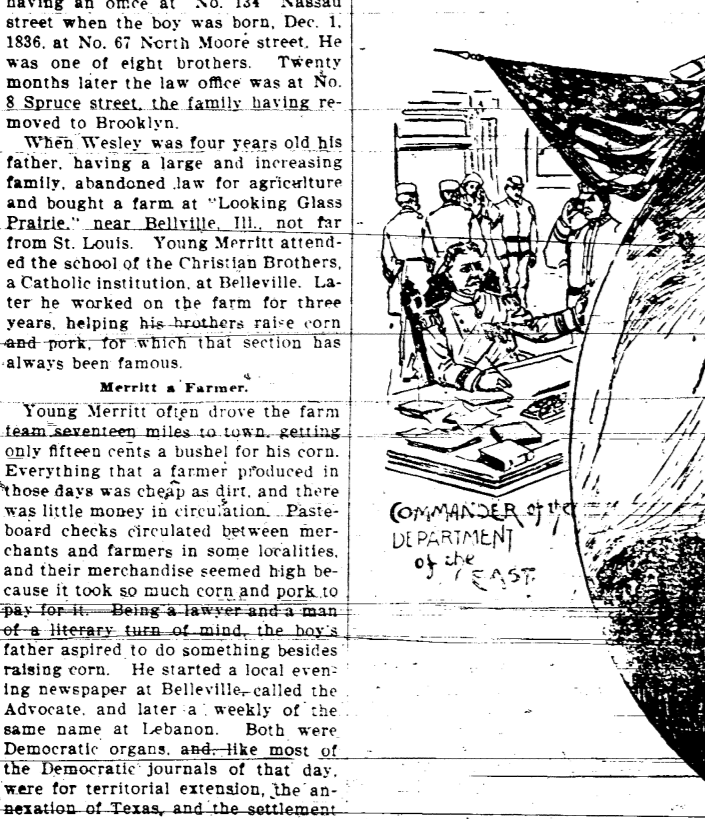 having an office at No. 134 Nassau
street when the boy was born, Dec. 1,
1836, at No. 67 North Moore street. He
was one of eight brothers. Twenty
months later the law office was at No.
8 Spruce street, the family having re-
moved to Brooklyn.
When Wesley was four years old his
father, having a large and increasing
family, abandoned law for agriculture
and bought a farm at "Looking Glass
Prairie," near Bellville, Ill., not far
from St. Louis. Young Merritt attend-
ed the school of the Christian Brothers,
a Catholic institution, at Belleville. La-
ter he worked on the farm for three
years, helping his brothers raise corn
and pork, for which that section has
always been famous.
Merritt a Farmer.
Young Merritt often drove the farm
team seventeen miles to town, getting
only fifteen cents a bushel for his corn.
Everything that a farmer produced in
those days was cheap as dirt, and there
was little money in circulation. Paste-
board checks circulated between mer-
chants and farmers in some localities,
and their merchandise seemed high be-
cause it took so much corn and pork to
pay for it. Being a lawyer and a man
of a literary turn of mind, the boy's
father aspired to do something besides
raising corn. He started a local even-
ing newspaper at Belleville, called the
Advocate, and later a weekly of the
same name at Lebanon. Both were
Democratic organs, and, like most of
the Democratic journals of that day,
were for territorial extension, the an-
nexation of Texas, and the settlement
COMMANDER of the
DEPARTMENT
of the
EAST.